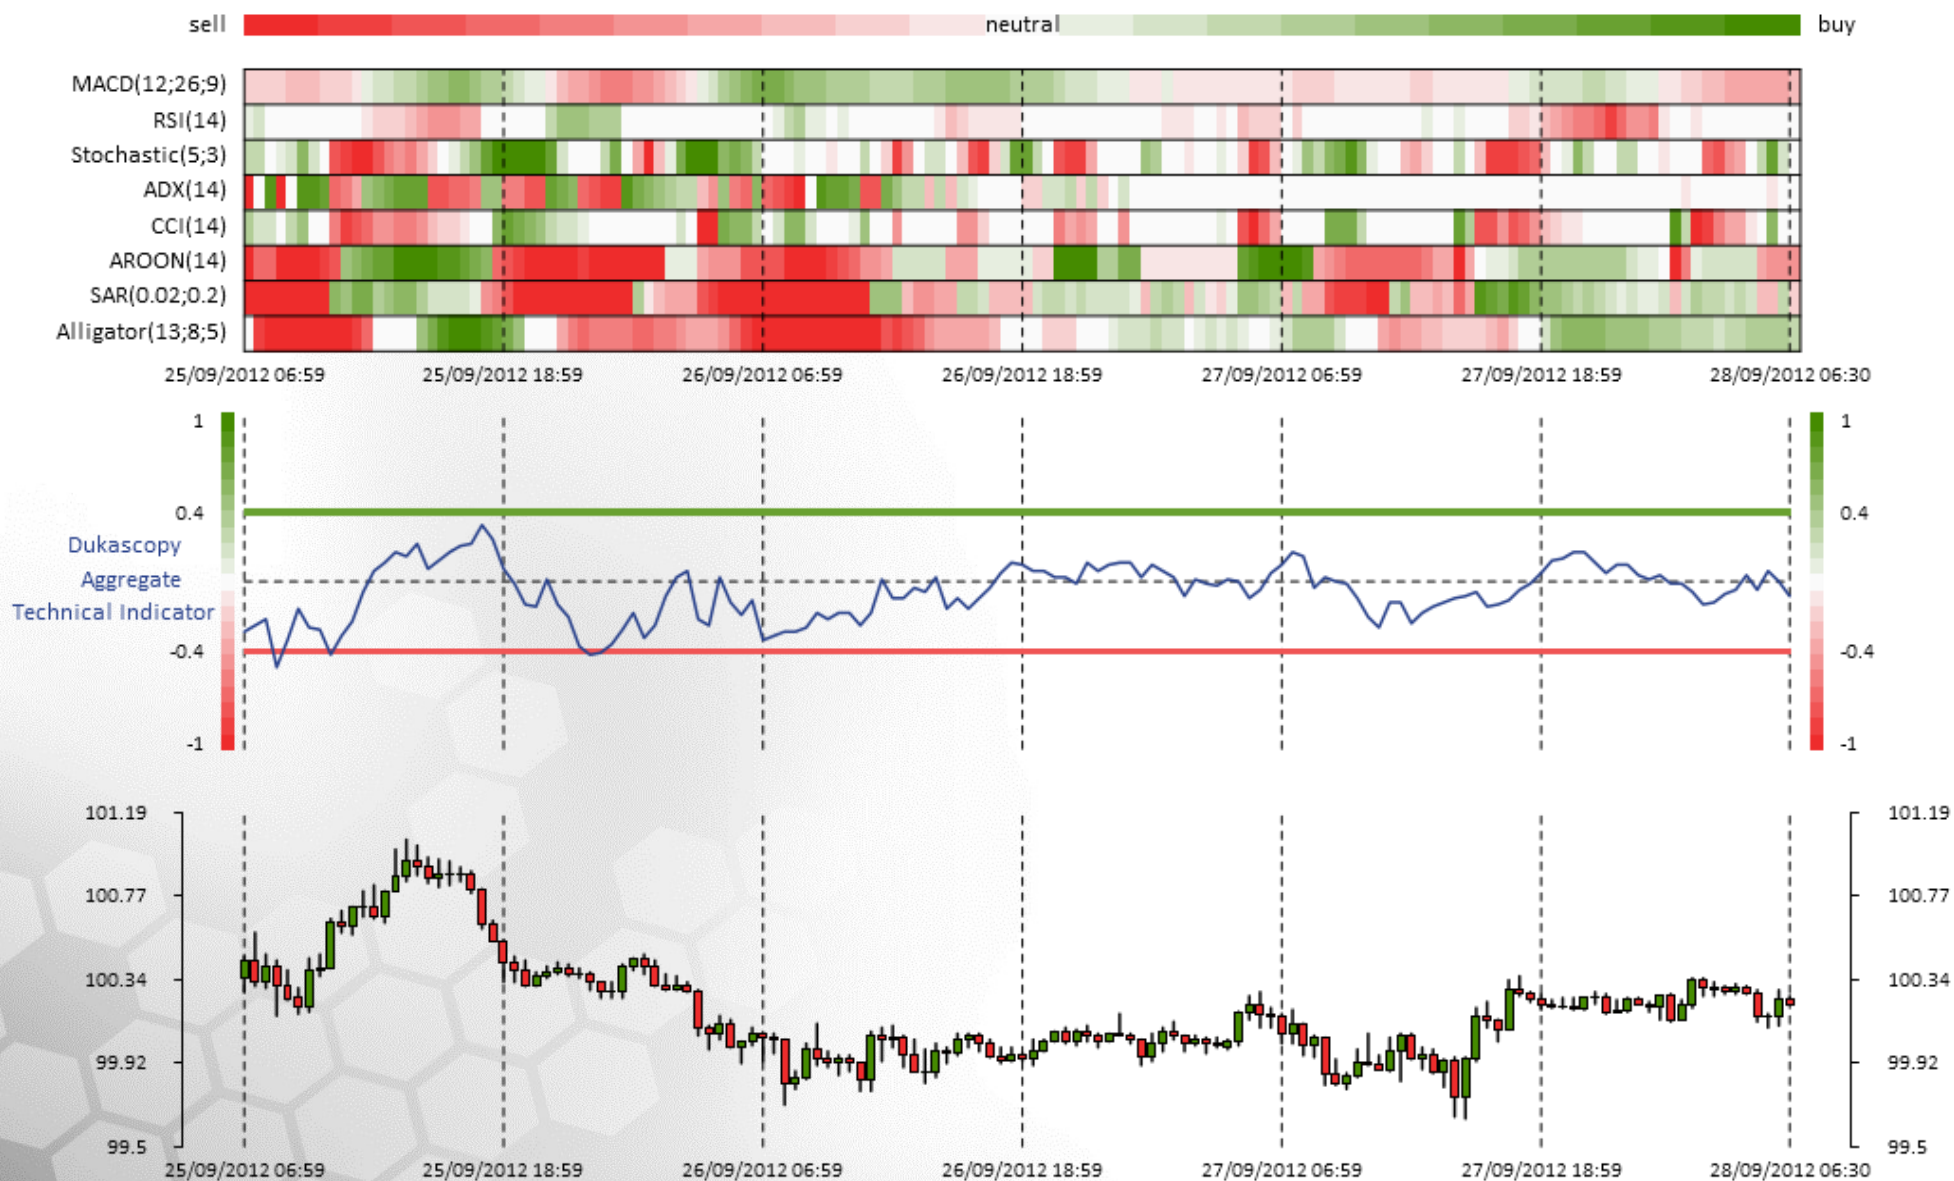 sell neutral buy
MACD(12;26;9)
RSI(14)
Stochastic(5;3)
ADX(14)
CCI(14)
AROON(14)
SAR(0.02;0.2)
Alligator(13;8;5)
25/09/2012 06:59 25/09/2012 18:59 26/09/2012 06:59 26/09/2012 18:59 27/09/2012 06:59 27/09/2012 18:59 28/09/2012 06:30
1 1
0.4 0.4
Dukascopy
Aggregate
Technical Indicator
-0.4 -0.4
-1 -1
101.19 101.19
100.77 100.77
100.34 100.34
99.92 99.92
99.5 99.5
25/09/2012 06:59 25/09/2012 18:59 26/09/2012 06:59 26/09/2012 18:59 27/09/2012 06:59 27/09/2012 18:59 28/09/2012 06:30